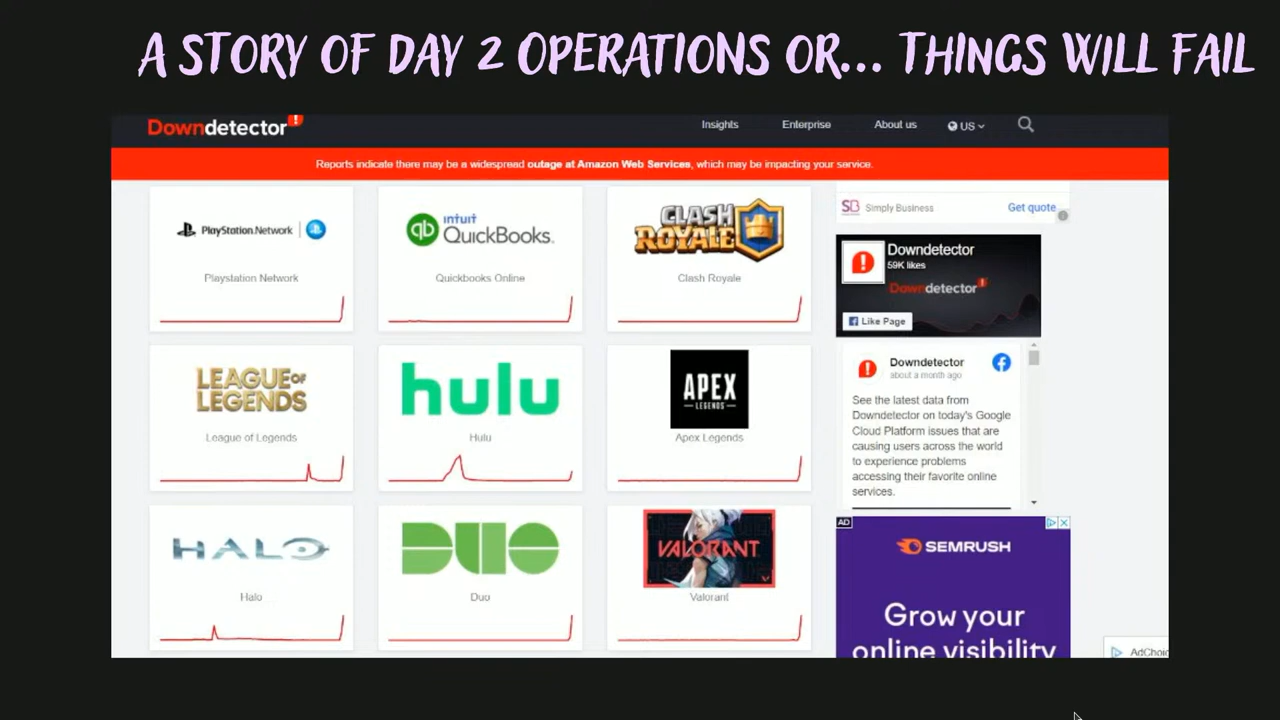 A STORY OF DAY 2 OPERATIONS OR... THINGS WILL FAIL
Downdetector
Insights
Enterprise
About us
US
Reports indicate there may be a widespread outage at Amazon Web Services, which may be impacting your service.
PlayStation Network
Playstation Network
qb
intuit
QuickBooks.
Quickbooks Online
CLASH
ROYALE
Clash Royale
SB Simply Business
Get quote
Downdetector
59K likes
Downdetector
Like Page
LEAGUE OF
LEGENDS
League of Legends
hulu
Hulu
APEX
LEGENDS
Apex Legends
Downdetector
about a month ago
See the latest data from
Downdetector on today's Google
Cloud Platform issues that are
causing users across the world
to experience problems
accessing their favorite online
services.
HALO
Halo
DUO
Duo
VALORANT
Valorant
AD
SEMRUSH
Grow your
online visibility
AdChoic